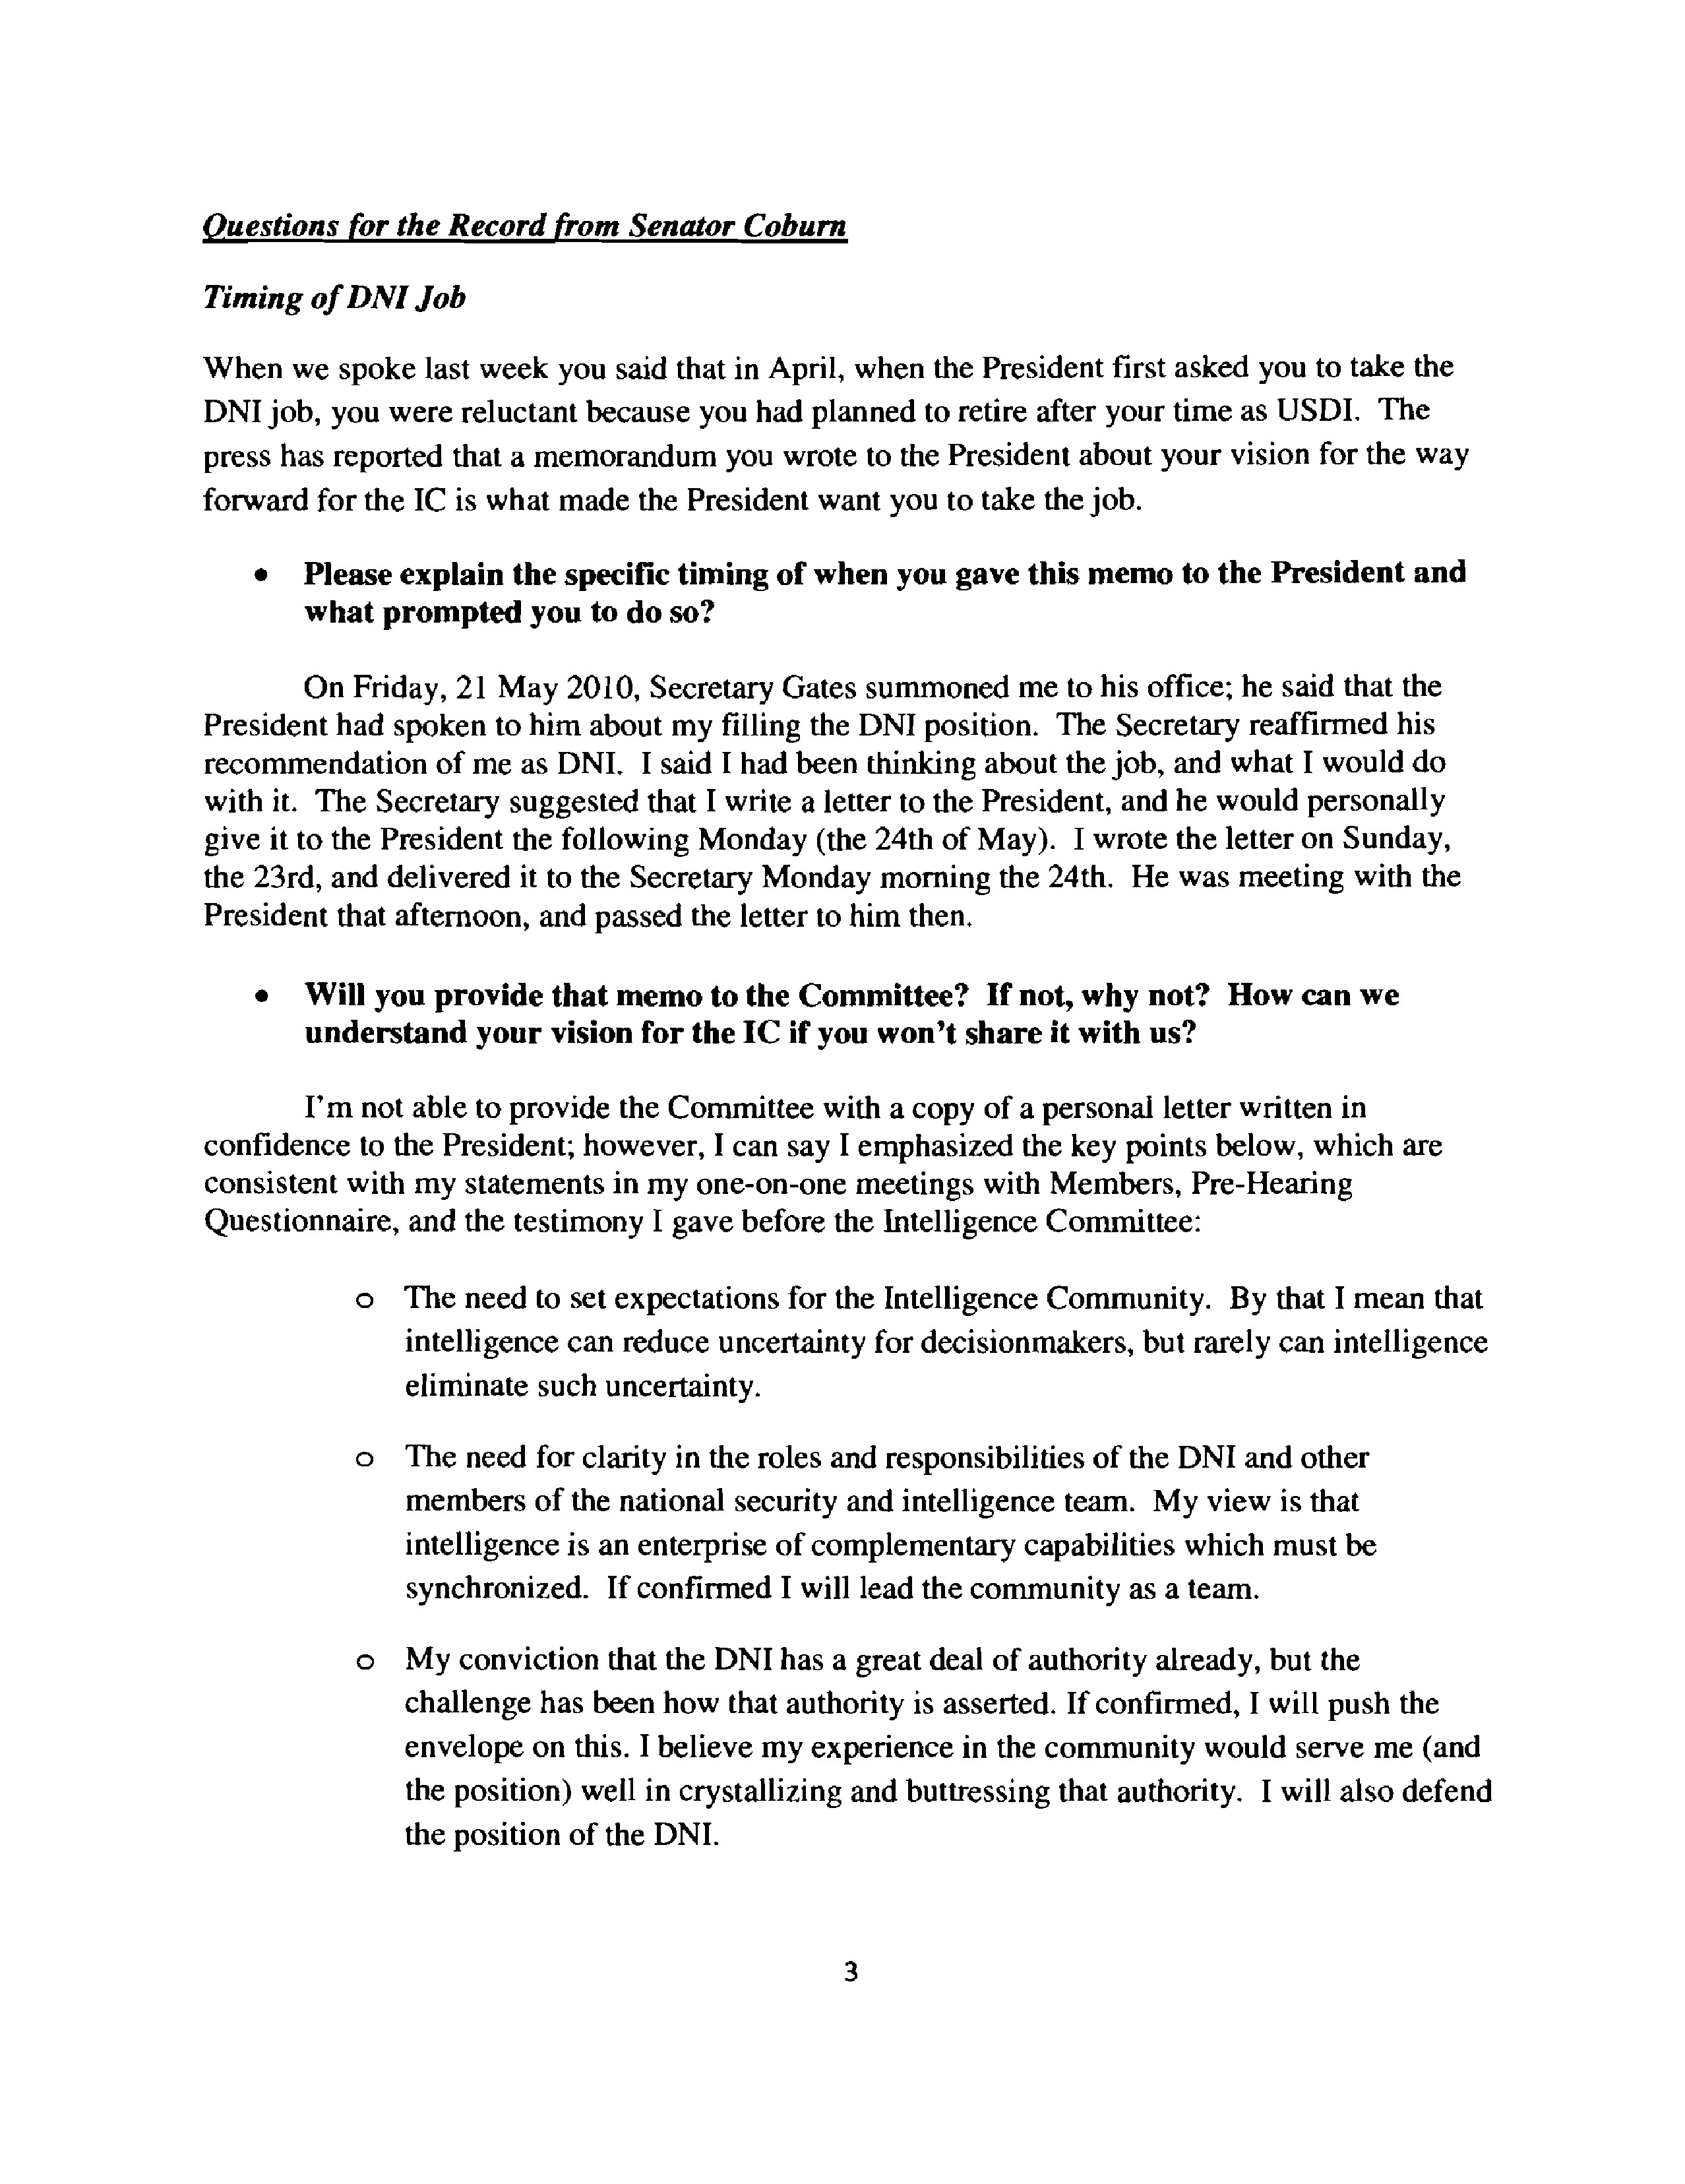 Questions for the Record from Senator Coburn
Timing of DNI Job
When we spoke last week you said that in April, when the President first asked you to take the
DNI job, you were reluctant because you had planned to retire after your time as USDI. The
press has reported that a memorandum you wrote to the President about your vision for the way
forward for the IC is what made the President want you to take the job.
• Please explain the specific timing of when you gave this memo to the President and
what prompted you to do so?
On Friday, 21 May 2010, Secretary Gates summoned me to his office; he said that the
President had spoken to him about my filling the DNI position. The Secretary reaffirmed his
recommendation of me as DNI. I said I had been thinking about the job, and what I would do
with it. The Secretary suggested that I write a letter to the President, and he would personally
give it to the President the following Monday (the 24th of May). I wrote the letter on Sunday,
the 23rd, and delivered it to the Secretary Monday morning the 24th. He was meeting with the
President that afternoon, and passed the letter to him then.
• Will you provide that memo to the Committee? If not, why not? How can we
understand your vision for the IC if you won't share it with us?
I'm not able to provide the Committee with a copy of a personal letter written in
confidence to the President; however, I can say I emphasized the key points below, which are
consistent with my statements in my one-on-one meetings with Members, Pre-Hearing
Questionnaire, and the testimony I gave before the Intelligence Committee:
o The need to set expectations for the Intelligence Community. By that I mean that
intelligence can reduce uncertainty for decisionmakers, but rarely can intelligence
eliminate such uncertainty.
o The need for clarity in the roles and responsibilities of the DNI and other
members of the national security and intelligence team. My view is that
intelligence is an enterprise of complementary capabilities which must be
synchronized. If confirmed I will lead the community as a team.
o My conviction that the DNI has a great deal of authority already, but the
challenge has been how that authority is asserted. If confirmed, I will push the
envelope on this. I believe my experience in the community would serve me (and
the position) well in crystallizing and buttressing that authority. I will also defend
the position of the DNI.
3